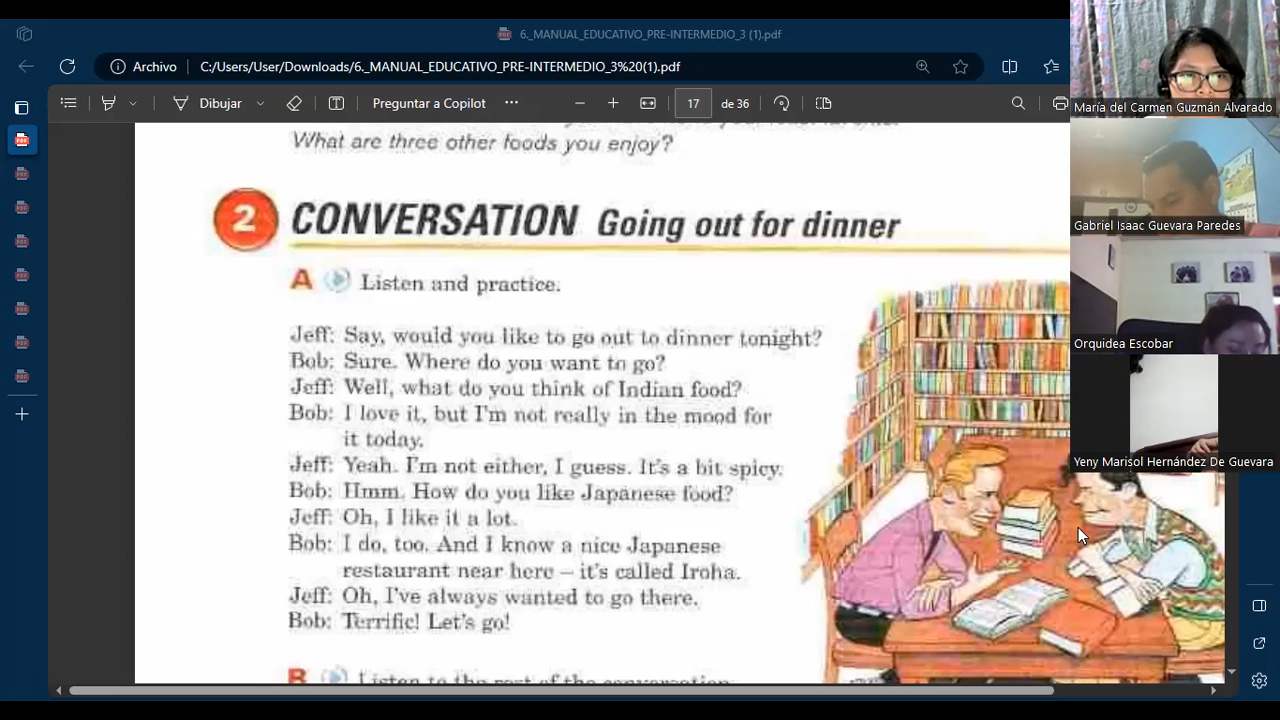 6._MANUAL_EDUCATIVO_PRE-INTERMEDIO_3 (1).pdf
Archivo
C:/Users/User/Downloads/6._MANUAL_EDUCATIVO_PRE-INTERMEDIO_3%20(1).pdf
Dibujar
Preguntar a Copilot
17 de 36
What are three other foods you enjoy?
2 CONVERSATION Going out for dinner
A Listen and practice.
Jeff: Say, would you like to go out to dinner tonight?
Bob: Sure. Where do you want to go?
Jeff: Well, what do you think of Indian food?
Bob: I love it, but I'm not really in the mood for
it today.
Jeff: Yeah. I'm not either, I guess. It's a bit spicy.
Bob: Hmm. How do you like Japanese food?
Jeff: Oh, I like it a lot.
Bob: I do, too. And I know a nice Japanese
restaurant near here – it's called Iroha.
Jeff: Oh, I've always wanted to go there.
Bob: Terrific! Let's go!
B Listen to the rest of the conversation
María del Carmen Guzmán Alvarado
Gabriel Isaac Guevara Paredes
Orquidea Escobar
Yeny Marisol Hernández De Guevara